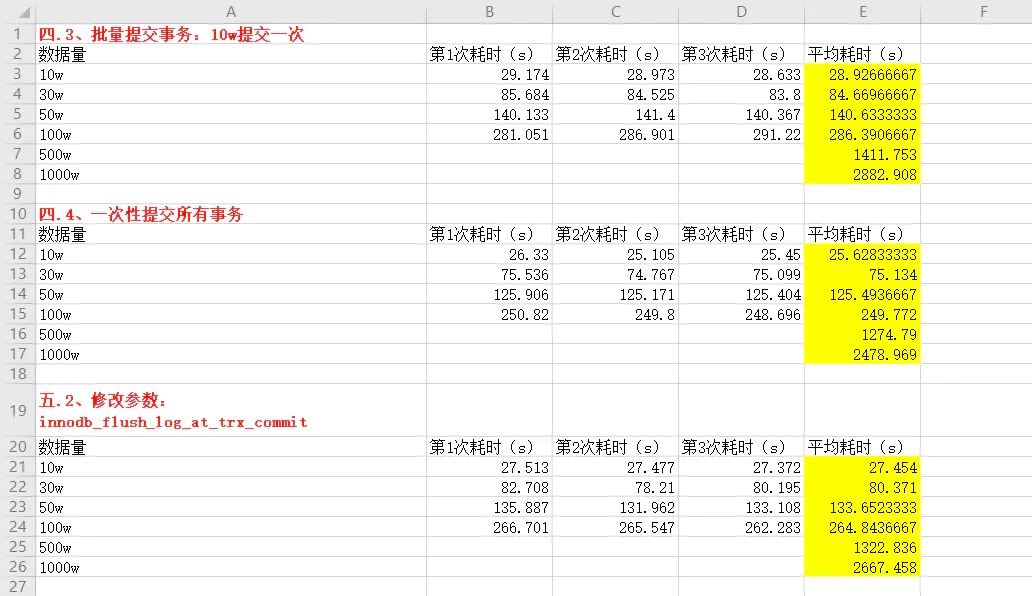 A B C D E F
1 四.3、批量提交事务：10w提交一次
2 数据量 第1次耗时（s） 第2次耗时（s） 第3次耗时（s） 平均耗时（s）
3 10w 29.174 28.973 28.633 28.92666667
4 30w 85.684 84.525 83.8 84.66966667
5 50w 140.133 141.4 140.367 140.6333333
6 100w 281.051 286.901 291.22 286.3906667
7 500w 1411.753
8 1000w 2882.908
9
10 四.4、一次性提交所有事务
11 数据量 第1次耗时（s） 第2次耗时（s） 第3次耗时（s） 平均耗时（s）
12 10w 26.33 25.105 25.45 25.62833333
13 30w 75.536 74.767 75.099 75.134
14 50w 125.906 125.171 125.404 125.4936667
15 100w 250.82 249.8 248.696 249.772
16 500w 1274.79
17 1000w 2478.969
18
19 五.2、修改参数：
innodb_flush_log_at_trx_commit
20 数据量 第1次耗时（s） 第2次耗时（s） 第3次耗时（s） 平均耗时（s）
21 10w 27.513 27.477 27.372 27.454
22 30w 82.708 78.21 80.195 80.371
23 50w 135.887 131.962 133.108 133.6523333
24 100w 266.701 265.547 262.283 264.8436667
25 500w 1322.836
26 1000w 2667.458
27